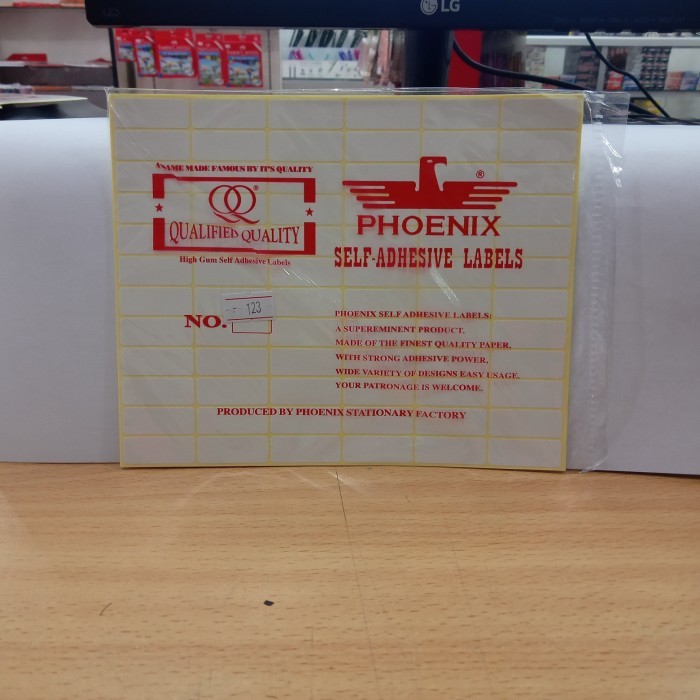 LG
A NAME MADE FAMOUS BY IT'S QUALITY
QQ®
QUALIFIED QUALITY
High Gum Self Adhesive Labels
®
PHOENIX
SELF-ADHESIVE LABELS
NO.
123
PHOENIX SELF ADHESIVE LABELS:
A SUPEREMINENT PRODUCT.
MADE OF THE FINEST QUALITY PAPER.
WITH STRONG ADHESIVE POWER.
WIDE VARIETY OF DESIGNS EASY USAGE.
YOUR PATRONAGE IS WELCOME.
PRODUCED BY PHOENIX STATIONARY FACTORY